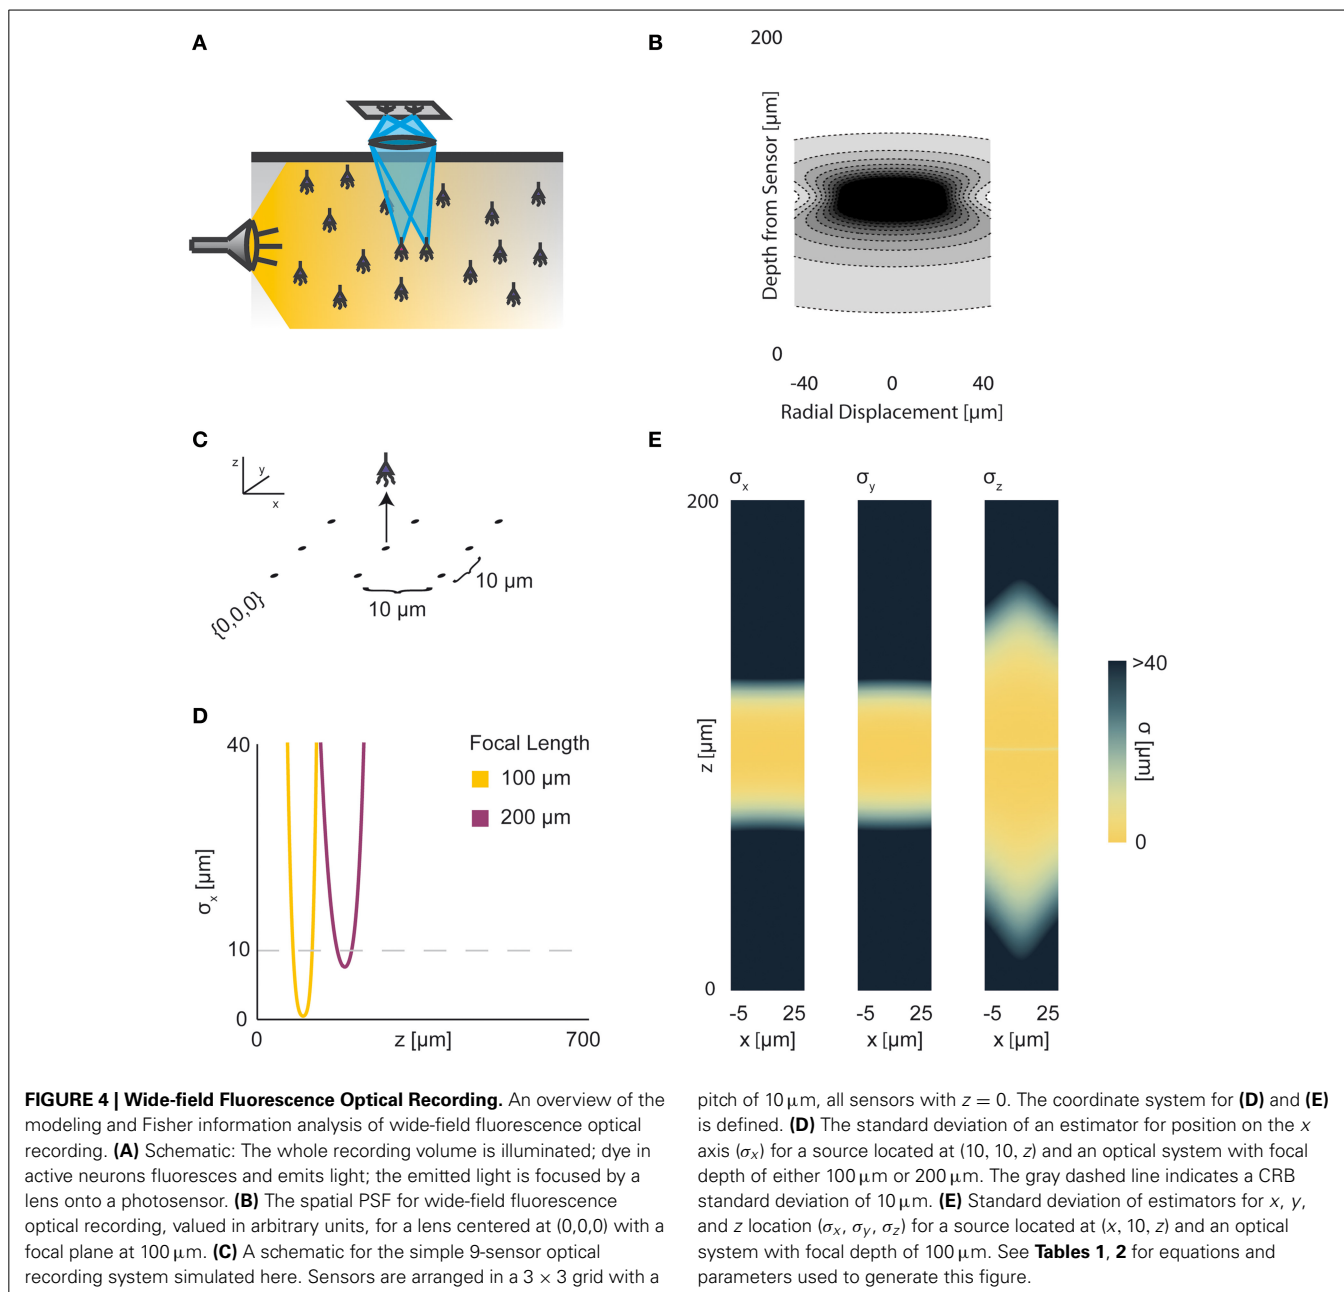 A
B
200
Depth from Sensor [µm]
0
-40 0 40
Radial Displacement [µm]
C
z
y
x
10 µm
10 µm
{0,0,0}
D
40
σx [µm]
10
0
0 z [µm] 700
Focal Length
100 µm
200 µm
E
σx σy σz
200
z [µm]
0
-5 25 -5 25 -5 25
x [µm] x [µm] x [µm]
>40
σ [µm]
0
FIGURE 4 | Wide-field Fluorescence Optical Recording. An overview of the
modeling and Fisher information analysis of wide-field fluorescence optical
recording. (A) Schematic: The whole recording volume is illuminated; dye in
active neurons fluoresces and emits light; the emitted light is focused by a
lens onto a photosensor. (B) The spatial PSF for wide-field fluorescence
optical recording, valued in arbitrary units, for a lens centered at (0,0,0) with a
focal plane at 100 µm. (C) A schematic for the simple 9-sensor optical
recording system simulated here. Sensors are arranged in a 3 × 3 grid with a
pitch of 10 µm, all sensors with z = 0. The coordinate system for (D) and (E)
is defined. (D) The standard deviation of an estimator for position on the x
axis (σx) for a source located at (10, 10, z) and an optical system with focal
depth of either 100 µm or 200 µm. The gray dashed line indicates a CRB
standard deviation of 10 µm. (E) Standard deviation of estimators for x, y,
and z location (σx, σy, σz) for a source located at (x, 10, z) and an optical
system with focal depth of 100 µm. See Tables 1, 2 for equations and
parameters used to generate this figure.